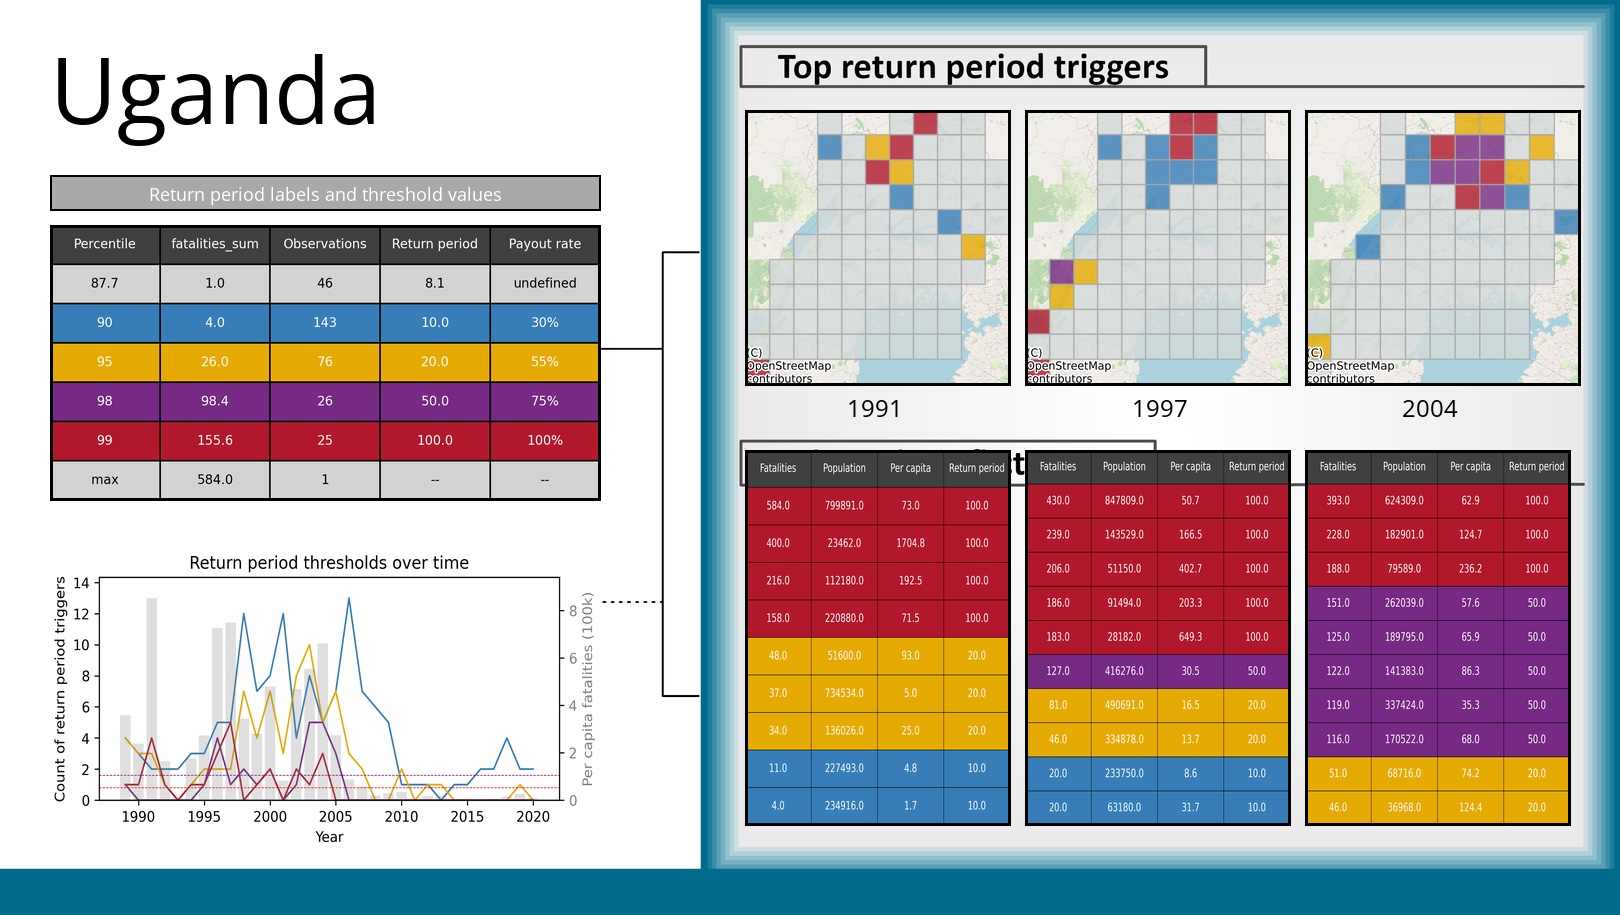 Uganda
Return period labels and threshold values
Percentile fatalities_sum Observations Return period Payout rate
87.7 1.0 46 8.1 undefined
90 4.0 143 10.0 30%
95 26.0 76 20.0 55%
98 98.4 26 50.0 75%
99 155.6 25 100.0 100%
max 584.0 1 -- --
Return period thresholds over time
Count of return period triggers
14
12
10
8
6
4
2
0
8
6
4
2
0
Per capita fatalities (100k)
1990 1995 2000 2005 2010 2015 2020
Year
Top return period triggers
(C)
OpenStreetMap
contributors
(C)
OpenStreetMap
contributors
(C)
OpenStreetMap
contributors
1991 1997 2004
Fatalities Population Per capita Return period
584.0 799891.0 73.0 100.0
400.0 23462.0 1704.8 100.0
216.0 112180.0 192.5 100.0
158.0 220880.0 71.5 100.0
48.0 51600.0 93.0 20.0
37.0 734534.0 5.0 20.0
34.0 136026.0 25.0 20.0
11.0 227493.0 4.8 10.0
4.0 234916.0 1.7 10.0
Fatalities Population Per capita Return period
430.0 847809.0 50.7 100.0
239.0 143529.0 166.5 100.0
206.0 51150.0 402.7 100.0
186.0 91494.0 203.3 100.0
183.0 28182.0 649.3 100.0
127.0 416276.0 30.5 50.0
81.0 490691.0 16.5 20.0
46.0 334878.0 13.7 20.0
20.0 233750.0 8.6 10.0
20.0 63180.0 31.7 10.0
Fatalities Population Per capita Return period
393.0 624309.0 62.9 100.0
228.0 182901.0 124.7 100.0
188.0 79589.0 236.2 100.0
151.0 262039.0 57.6 50.0
125.0 189795.0 65.9 50.0
122.0 141383.0 86.3 50.0
119.0 337424.0 35.3 50.0
116.0 170522.0 68.0 50.0
51.0 68716.0 74.2 20.0
46.0 36968.0 124.4 20.0